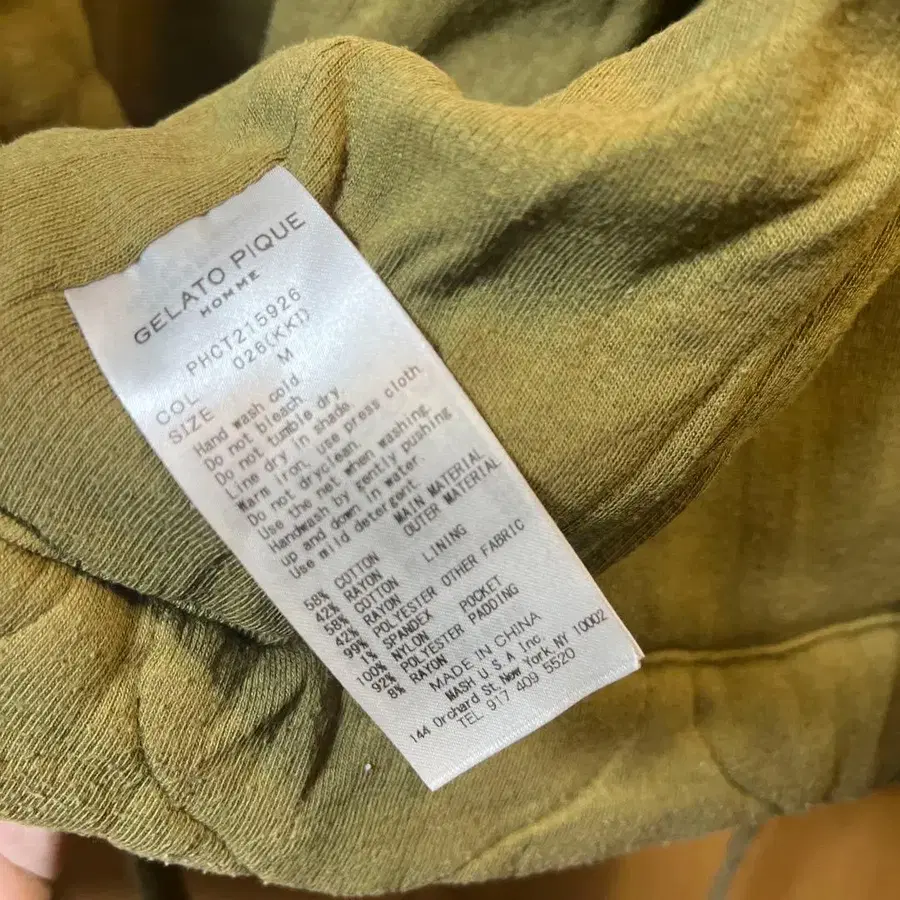 GELATO PIQUE
HOMME
PHCT215926
COL 026(KKI)
SIZE M
Hand wash cold.
Do not bleach.
Do not tumble dry.
Line dry in shade.
Warm iron, use press cloth.
Do not dryclean.
Use the net when washing.
Handwash by gently pushing
up and down in water.
Use mild detergent.
MAIN MATERIAL
OUTER MATERIAL
58% COTTON
42% RAYON
LINING
58% COTTON
42% RAYON
OTHER FABRIC
99% POLYESTER
1% SPANDEX
POCKET
100% NYLON
PADDING
92% POLYESTER
8% RAYON
MADE IN CHINA
MASH U.S.A Inc.
144 Orchard St, New York, NY 10002
TEL 917 409 5520